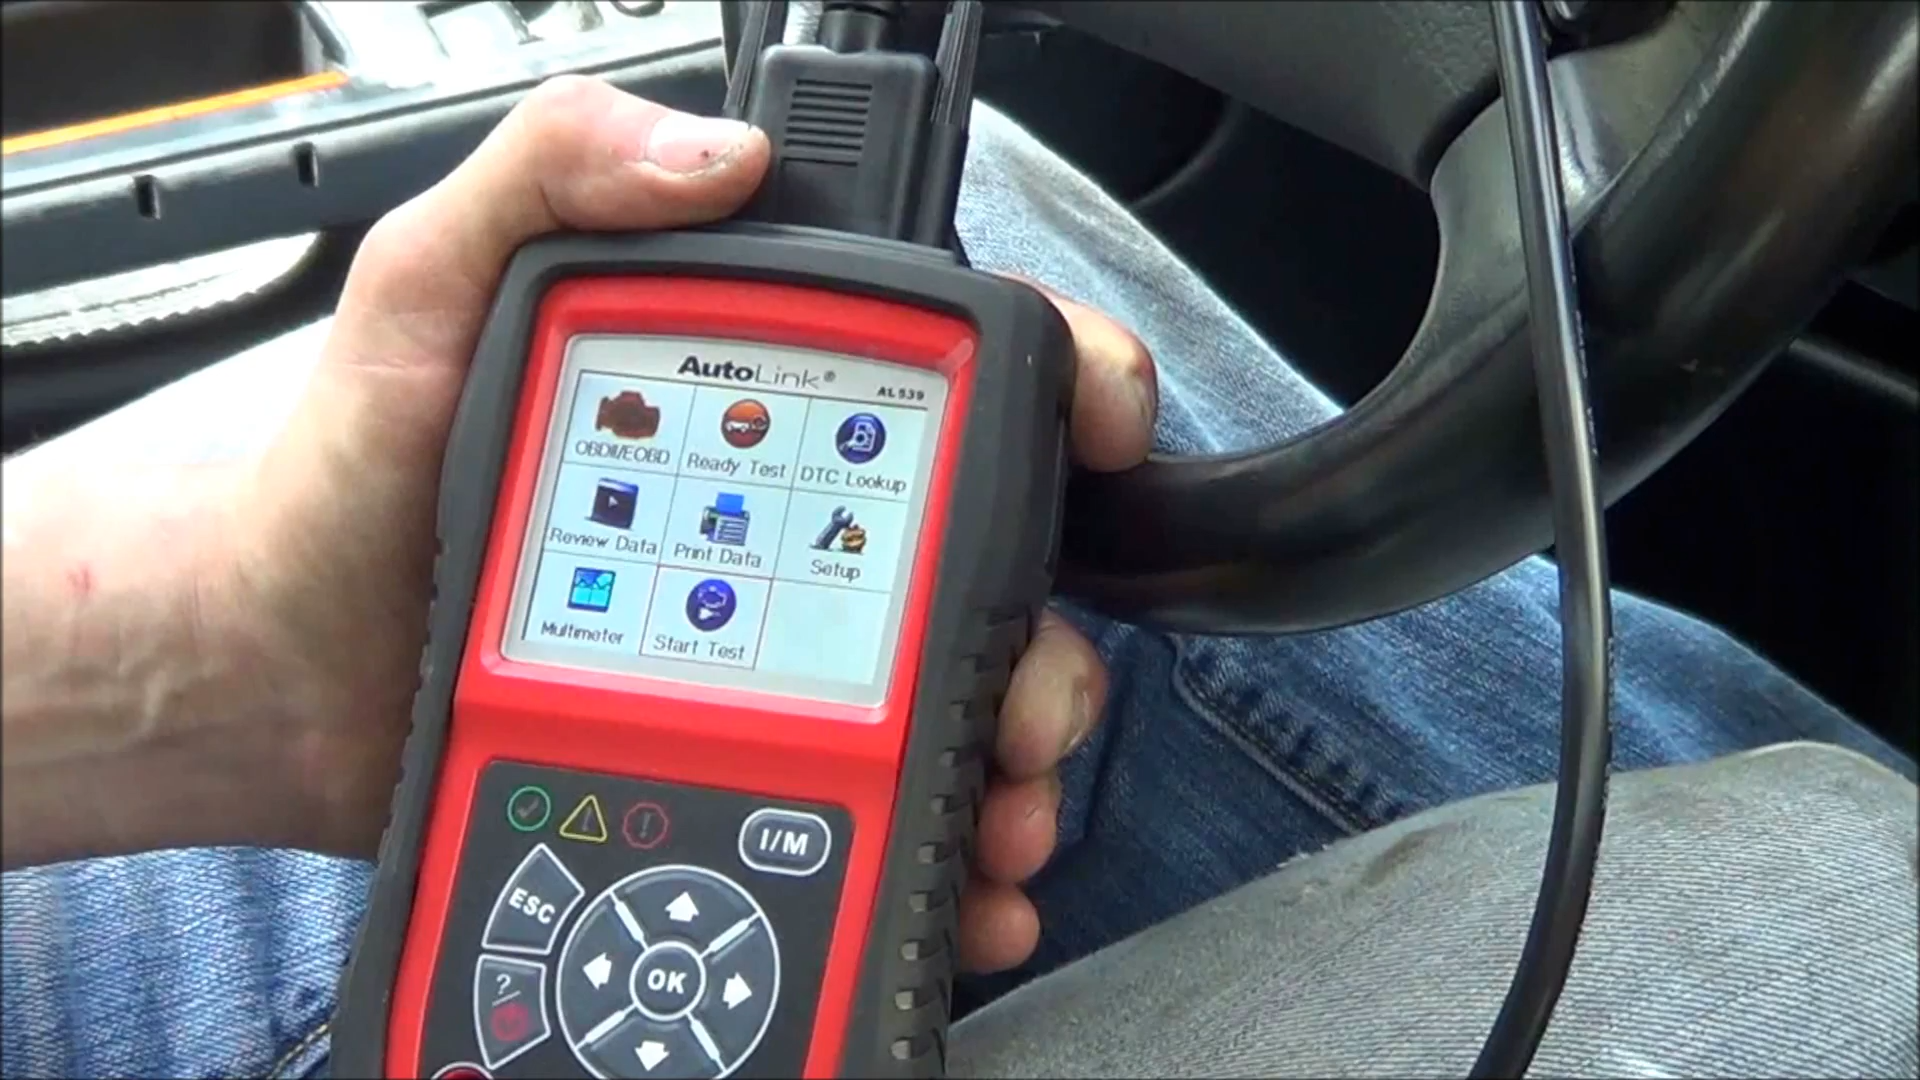 AutoLink®
AL539
OBDII/EOBD
Ready Test
DTC Lookup
Review Data
Print Data
Setup
Multimeter
Start Test
I/M
ESC
OK
?